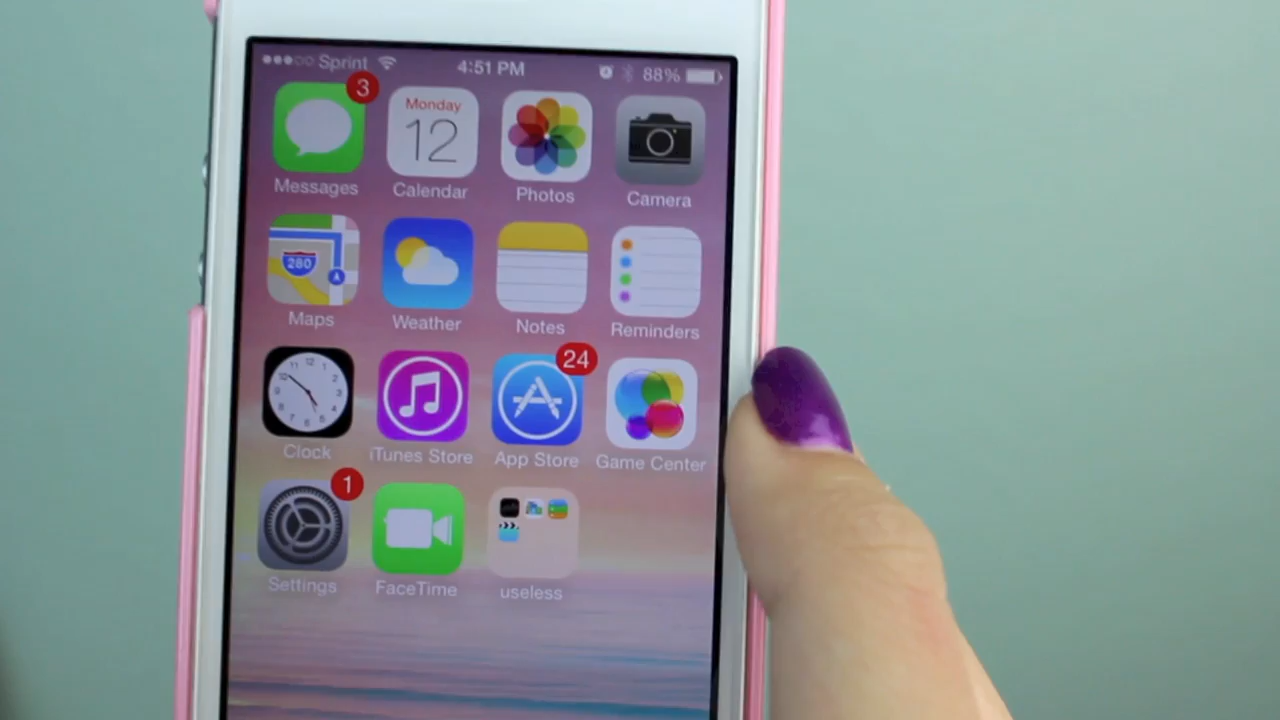 Sprint 4:51 PM 88%
3
Monday
12
Messages Calendar Photos Camera
280
Maps Weather Notes Reminders
24
Clock iTunes Store App Store Game Center
1
Settings FaceTime useless